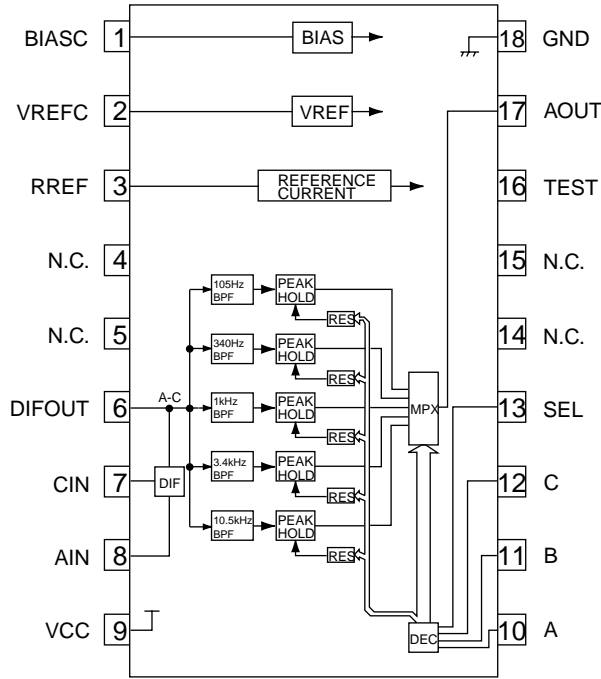 BIASC 1 BIAS 18 GND
VREFC 2 VREF 17 AOUT
RREF 3 REFERENCE CURRENT 16 TEST
N.C. 4 15 N.C.
105Hz BPF PEAK HOLD
RES
N.C. 5 14 N.C.
340Hz BPF PEAK HOLD
RES
DIFOUT 6 A-C 1kHz BPF PEAK HOLD MPX 13 SEL
RES
CIN 7 DIF 3.4kHz BPF PEAK HOLD 12 C
RES
AIN 8 10.5kHz BPF PEAK HOLD 11 B
RES
VCC 9 DEC 10 A